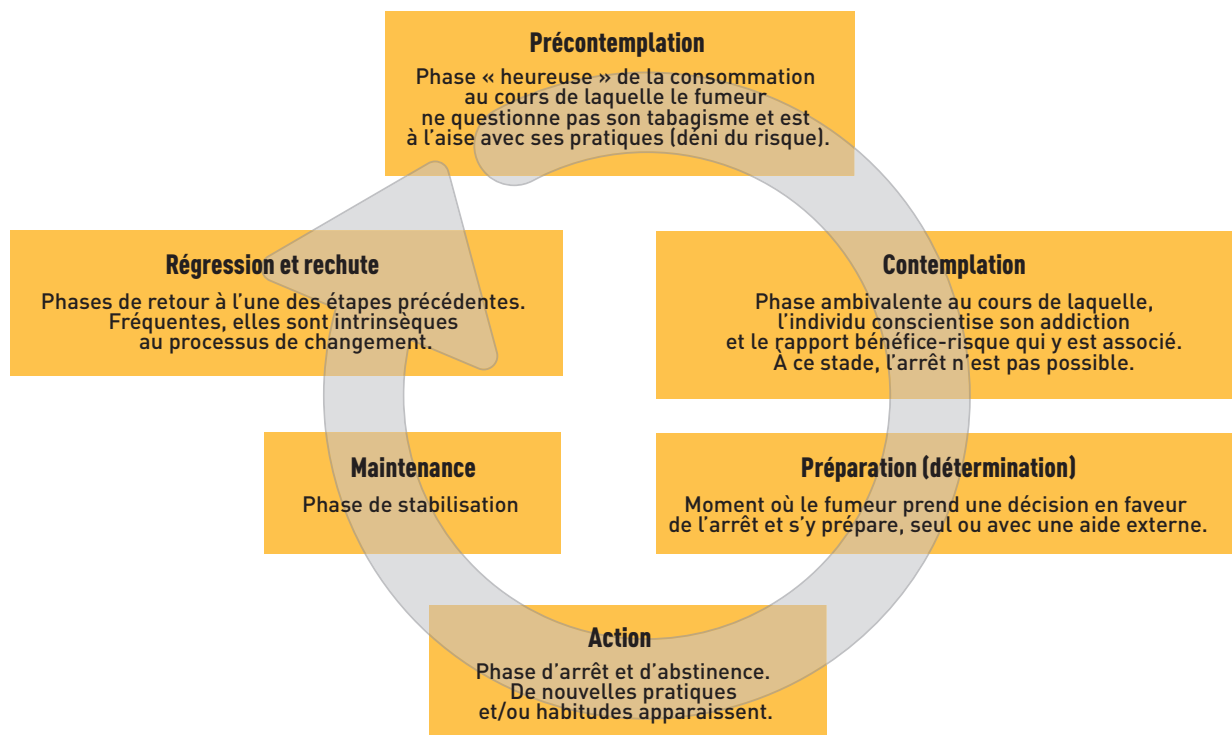 Précontemplation
Phase « heureuse » de la consommation
au cours de laquelle le fumeur
ne questionne pas son tabagisme et est
à l’aise avec ses pratiques (déni du risque).
Contemplation
Phase ambivalente au cours de laquelle,
l’individu conscientise son addiction
et le rapport bénéfice-risque qui y est associé.
À ce stade, l’arrêt n’est pas possible.
Préparation (détermination)
Moment où le fumeur prend une décision en faveur
de l’arrêt et s’y prépare, seul ou avec une aide externe.
Action
Phase d’arrêt et d’abstinence.
De nouvelles pratiques
et/ou habitudes apparaissent.
Maintenance
Phase de stabilisation
Régression et rechute
Phases de retour à l’une des étapes précédentes.
Fréquentes, elles sont intrinsèques
au processus de changement.